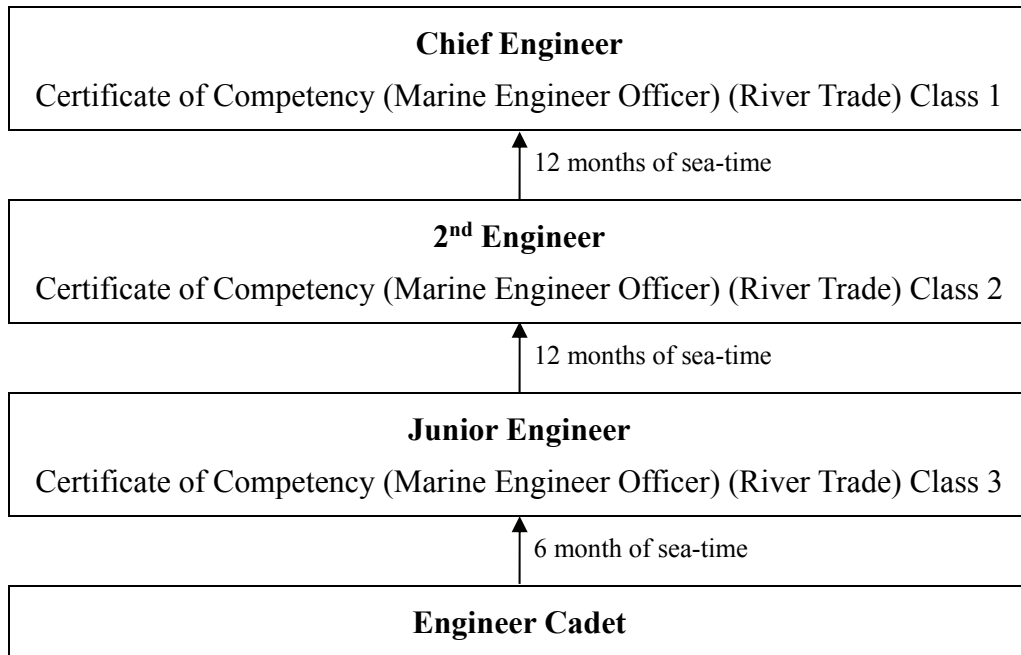 Chief Engineer
Certificate of Competency (Marine Engineer Officer) (River Trade) Class 1
12 months of sea-time
2nd Engineer
Certificate of Competency (Marine Engineer Officer) (River Trade) Class 2
12 months of sea-time
Junior Engineer
Certificate of Competency (Marine Engineer Officer) (River Trade) Class 3
6 month of sea-time
Engineer Cadet